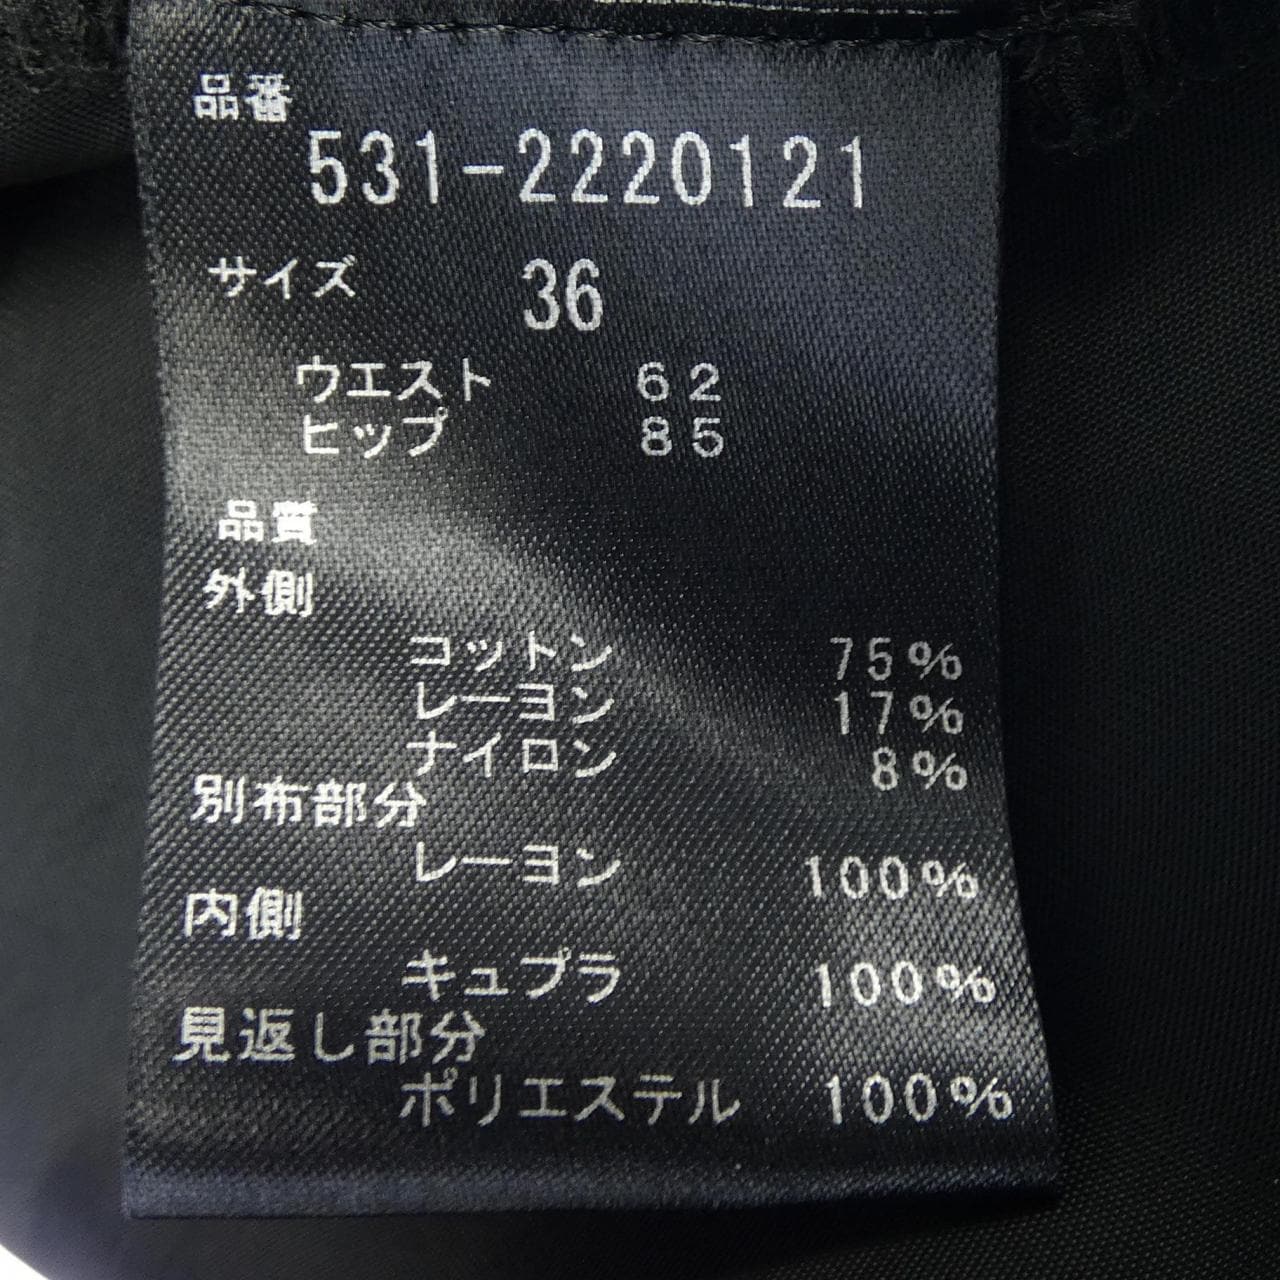 品番
531-2220121
サイズ 36
ウエスト 62
ヒップ 85
品質
外側
コットン 75%
レーヨン 17%
ナイロン 8%
別布部分
レーヨン 100%
内側
キュプラ 100%
見返し部分
ポリエステル 100%